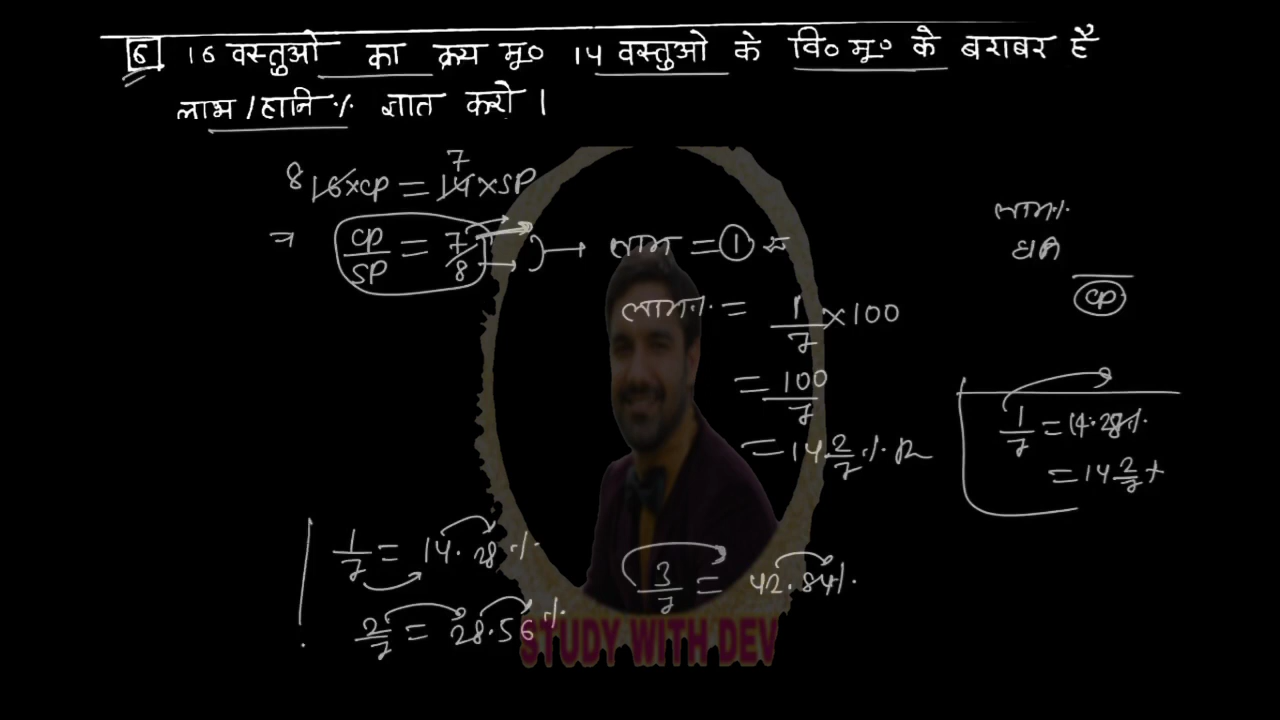 6 16 वस्तुओ का क्रय मू० 14 वस्तुओ के वि० मू० के बराबर है
लाभ/हानि % ज्ञात करो।
8 16×CP = 14×SP 7
⇒ CP/SP = 7/8 → लाभ = 1
लाभ% = 1/7 × 100
= 100/7
= 14 2/7 %
लाभ%
हानि
CP
1/7 = 14.28%
= 14 2/7 %
1/7 = 14.28%
2/7 = 28.56%
3/7 = 42.84%
STUDY WITH DEV